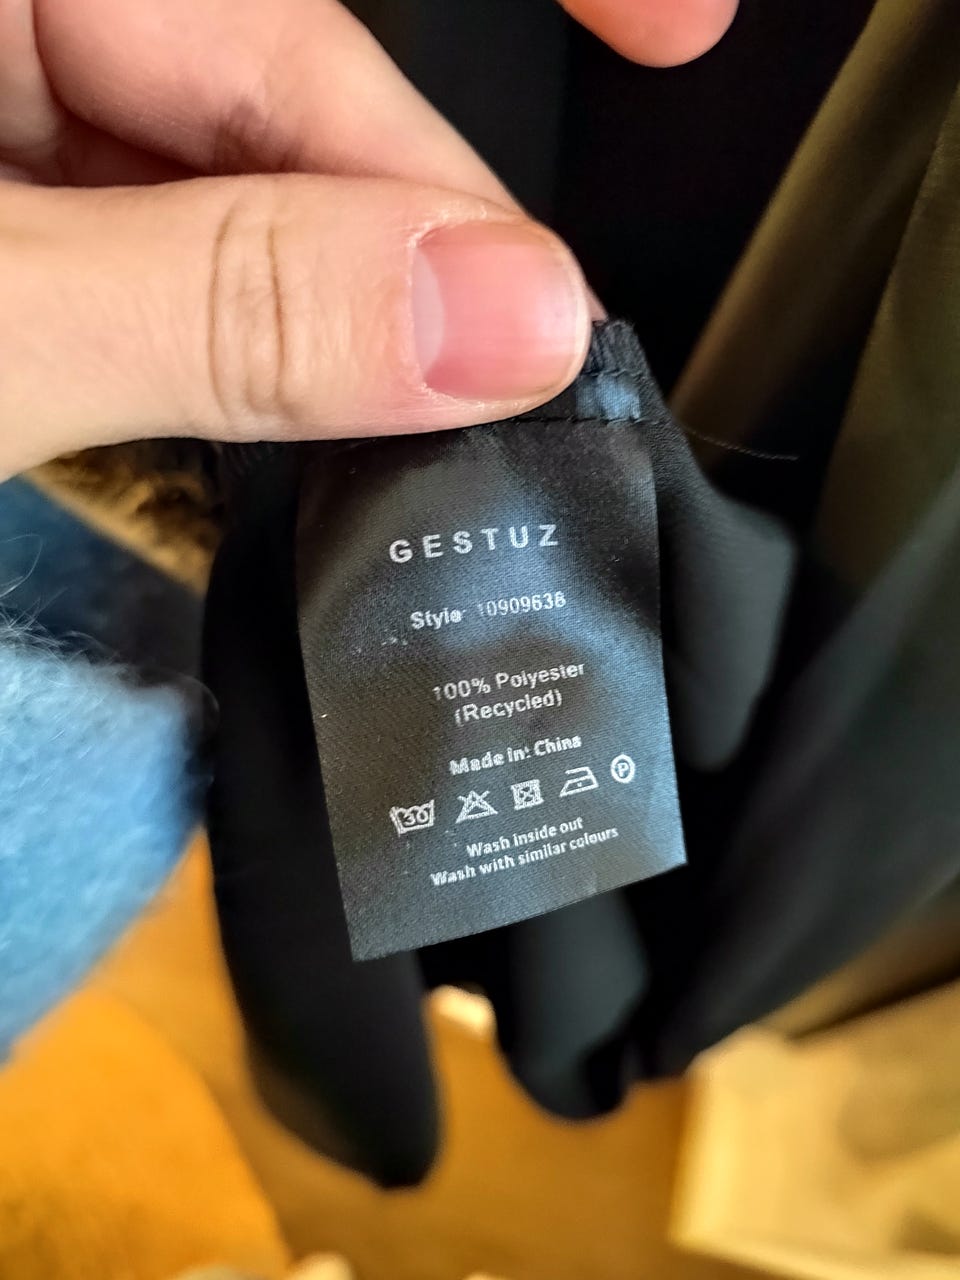 GESTUZ
Style: 10909638
100% Polyester
(Recycled)
Made in: China
30
P
Wash inside out
Wash with similar colours